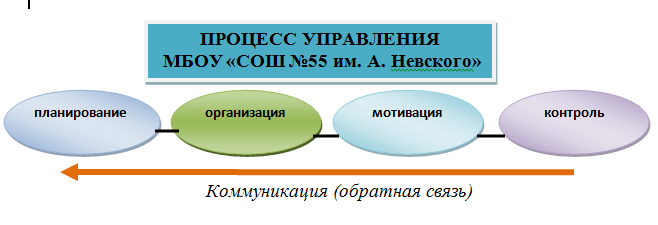 ПРОЦЕСС УПРАВЛЕНИЯ
МБОУ «СОШ №55 им. А. Невского»
планирование
организация
мотивация
контроль
Коммуникация (обратная связь)